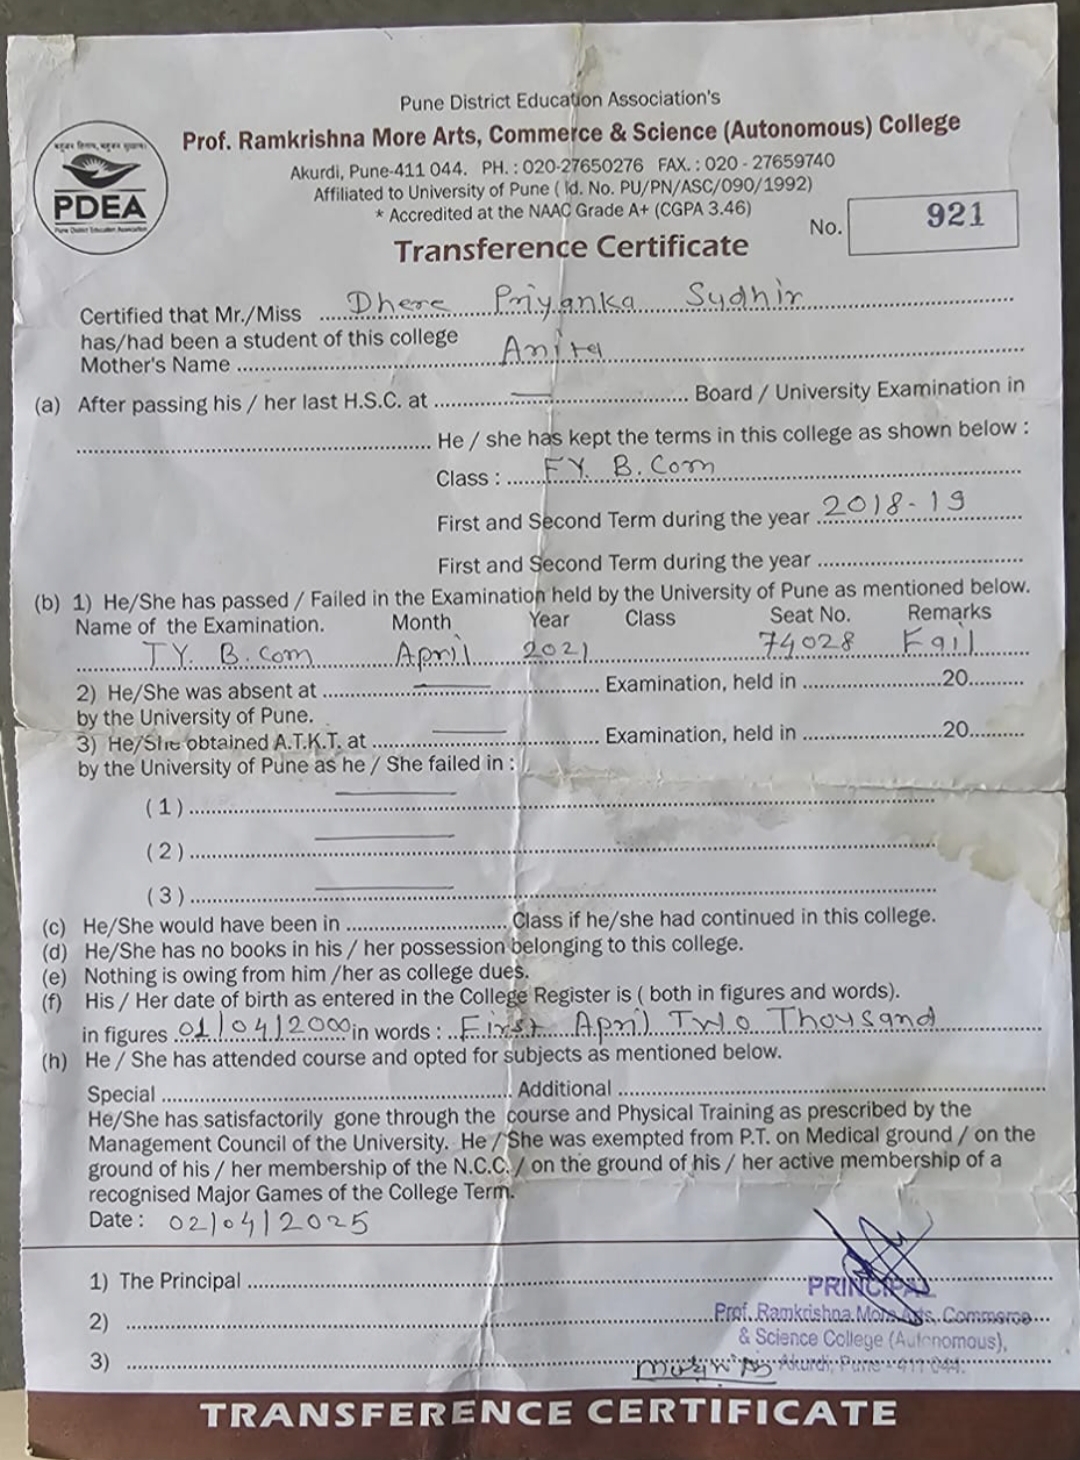 Pune District Education Association's
Prof. Ramkrishna More Arts, Commerce & Science (Autonomous) College
Akurdi, Pune-411 044. PH. : 020-27650276 FAX. : 020 - 27659740
Affiliated to University of Pune ( Id. No. PU/PN/ASC/090/1992)
* Accredited at the NAAC Grade A+ (CGPA 3.46)
PDEA
Pune District Education Association
No. 921
Transference Certificate
Certified that Mr./Miss Dhere Priyanka Sudhir
has/had been a student of this college
Mother's Name Anita
(a) After passing his / her last H.S.C. at — Board / University Examination in
He / she has kept the terms in this college as shown below :
Class : F.Y. B.Com
First and Second Term during the year 2018-19
First and Second Term during the year
(b) 1) He/She has passed / Failed in the Examination held by the University of Pune as mentioned below.
Name of the Examination. Month Year Class Seat No. Remarks
T.Y. B.Com April 2021 74028 Fail
2) He/She was absent at — Examination, held in 20
by the University of Pune.
3) He/She obtained A.T.K.T. at — Examination, held in 20
by the University of Pune as he / She failed in :
(1) —
(2) —
(3) —
(c) He/She would have been in Class if he/she had continued in this college.
(d) He/She has no books in his / her possession belonging to this college.
(e) Nothing is owing from him /her as college dues.
(f) His / Her date of birth as entered in the College Register is ( both in figures and words).
in figures 01/04/2000 in words : First April Two Thousand
(h) He / She has attended course and opted for subjects as mentioned below.
Special Additional
He/She has satisfactorily gone through the course and Physical Training as prescribed by the
Management Council of the University. He / She was exempted from P.T. on Medical ground / on the
ground of his / her membership of the N.C.C. / on the ground of his / her active membership of a
recognised Major Games of the College Term.
Date : 02/04/2025
1) The Principal
PRINCIPAL
2)
Prof. Ramkrishna More Arts, Commerce
& Science College (Autonomous),
3)
Akurdi, Pune - 411 044.
TRANSFERENCE CERTIFICATE